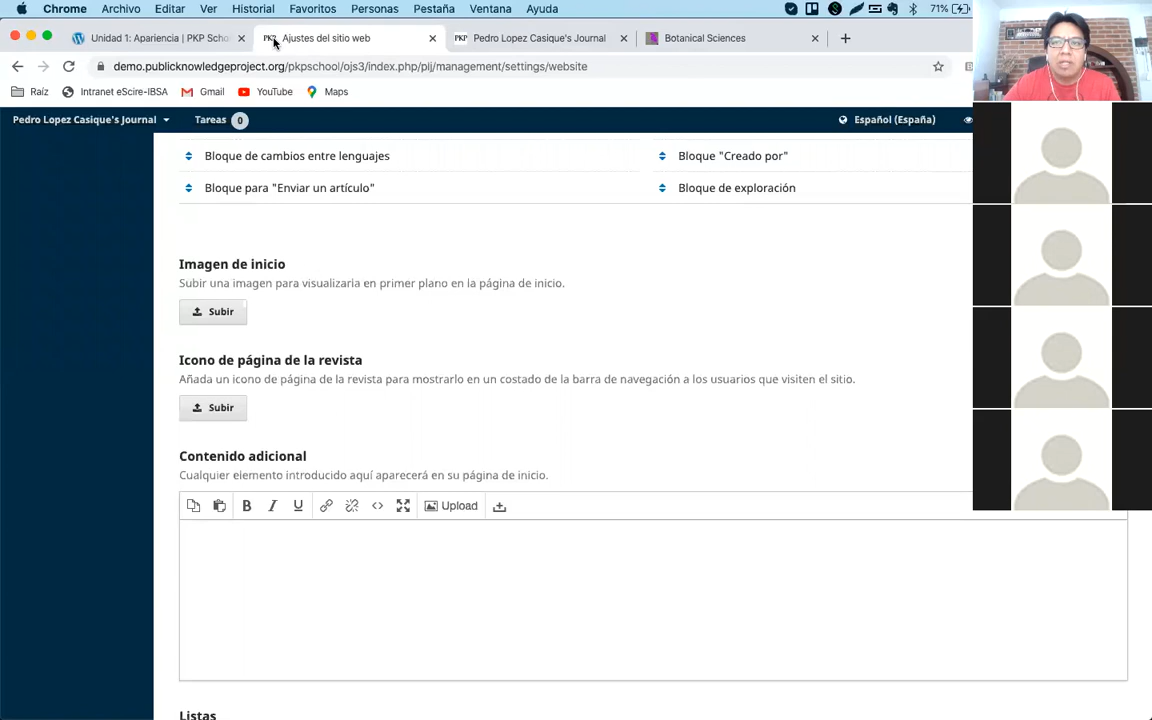 Chrome Archivo Editar Ver Historial Favoritos Personas Pestaña Ventana Ayuda 71%
Unidad 1: Apariencia | PKP Scho
PKP Ajustes del sitio web
PKP Pedro Lopez Casique's Journal
Botanical Sciences
demo.publicknowledgeproject.org/pkpschool/ojs3/index.php/plj/management/settings/website
Raíz Intranet eScire-IBSA Gmail YouTube Maps
Pedro Lopez Casique's Journal Tareas 0 Español (España)
Bloque de cambios entre lenguajes Bloque "Creado por"
Bloque para "Enviar un artículo" Bloque de exploración
Imagen de inicio
Subir una imagen para visualizarla en primer plano en la página de inicio.
Subir
Icono de página de la revista
Añada un icono de página de la revista para mostrarlo en un costado de la barra de navegación a los usuarios que visiten el sitio.
Subir
Contenido adicional
Cualquier elemento introducido aquí aparecerá en su página de inicio.
B I U Upload
Listas